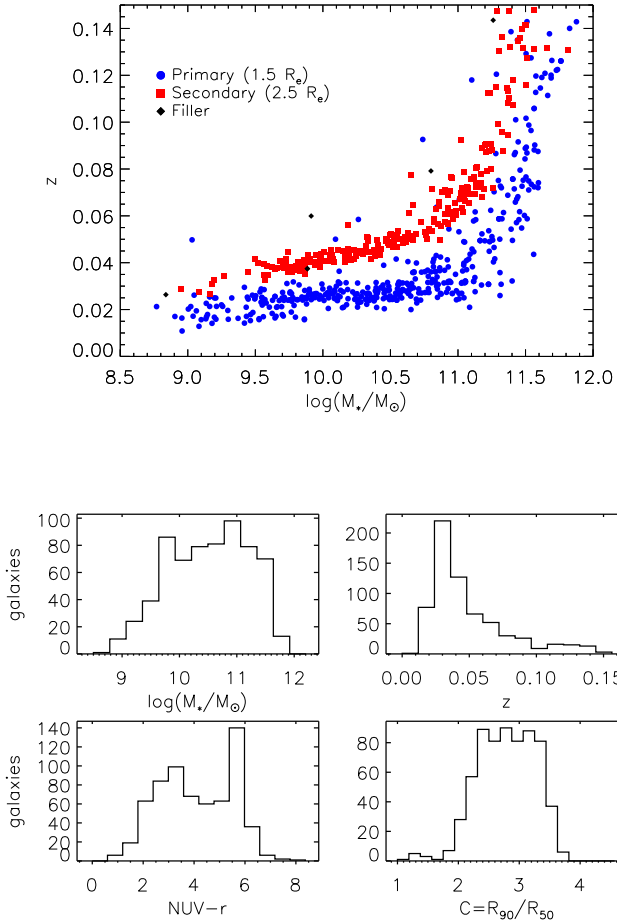 0.14
0.12
0.10
0.08
0.06
0.04
0.02
0.00
z
Primary (1.5 Rₑ)
Secondary (2.5 Rₑ)
Filler
8.5 9.0 9.5 10.0 10.5 11.0 11.5 12.0
log(M*/M⊙)
100
80
60
40
20
0
galaxies
9 10 11 12
log(M*/M⊙)
200
150
100
50
0
0.00 0.05 0.10 0.15
z
140
120
100
80
60
40
20
0
galaxies
0 2 4 6 8
NUV−r
80
60
40
20
0
1 2 3 4
C=R₉₀/R₅₀